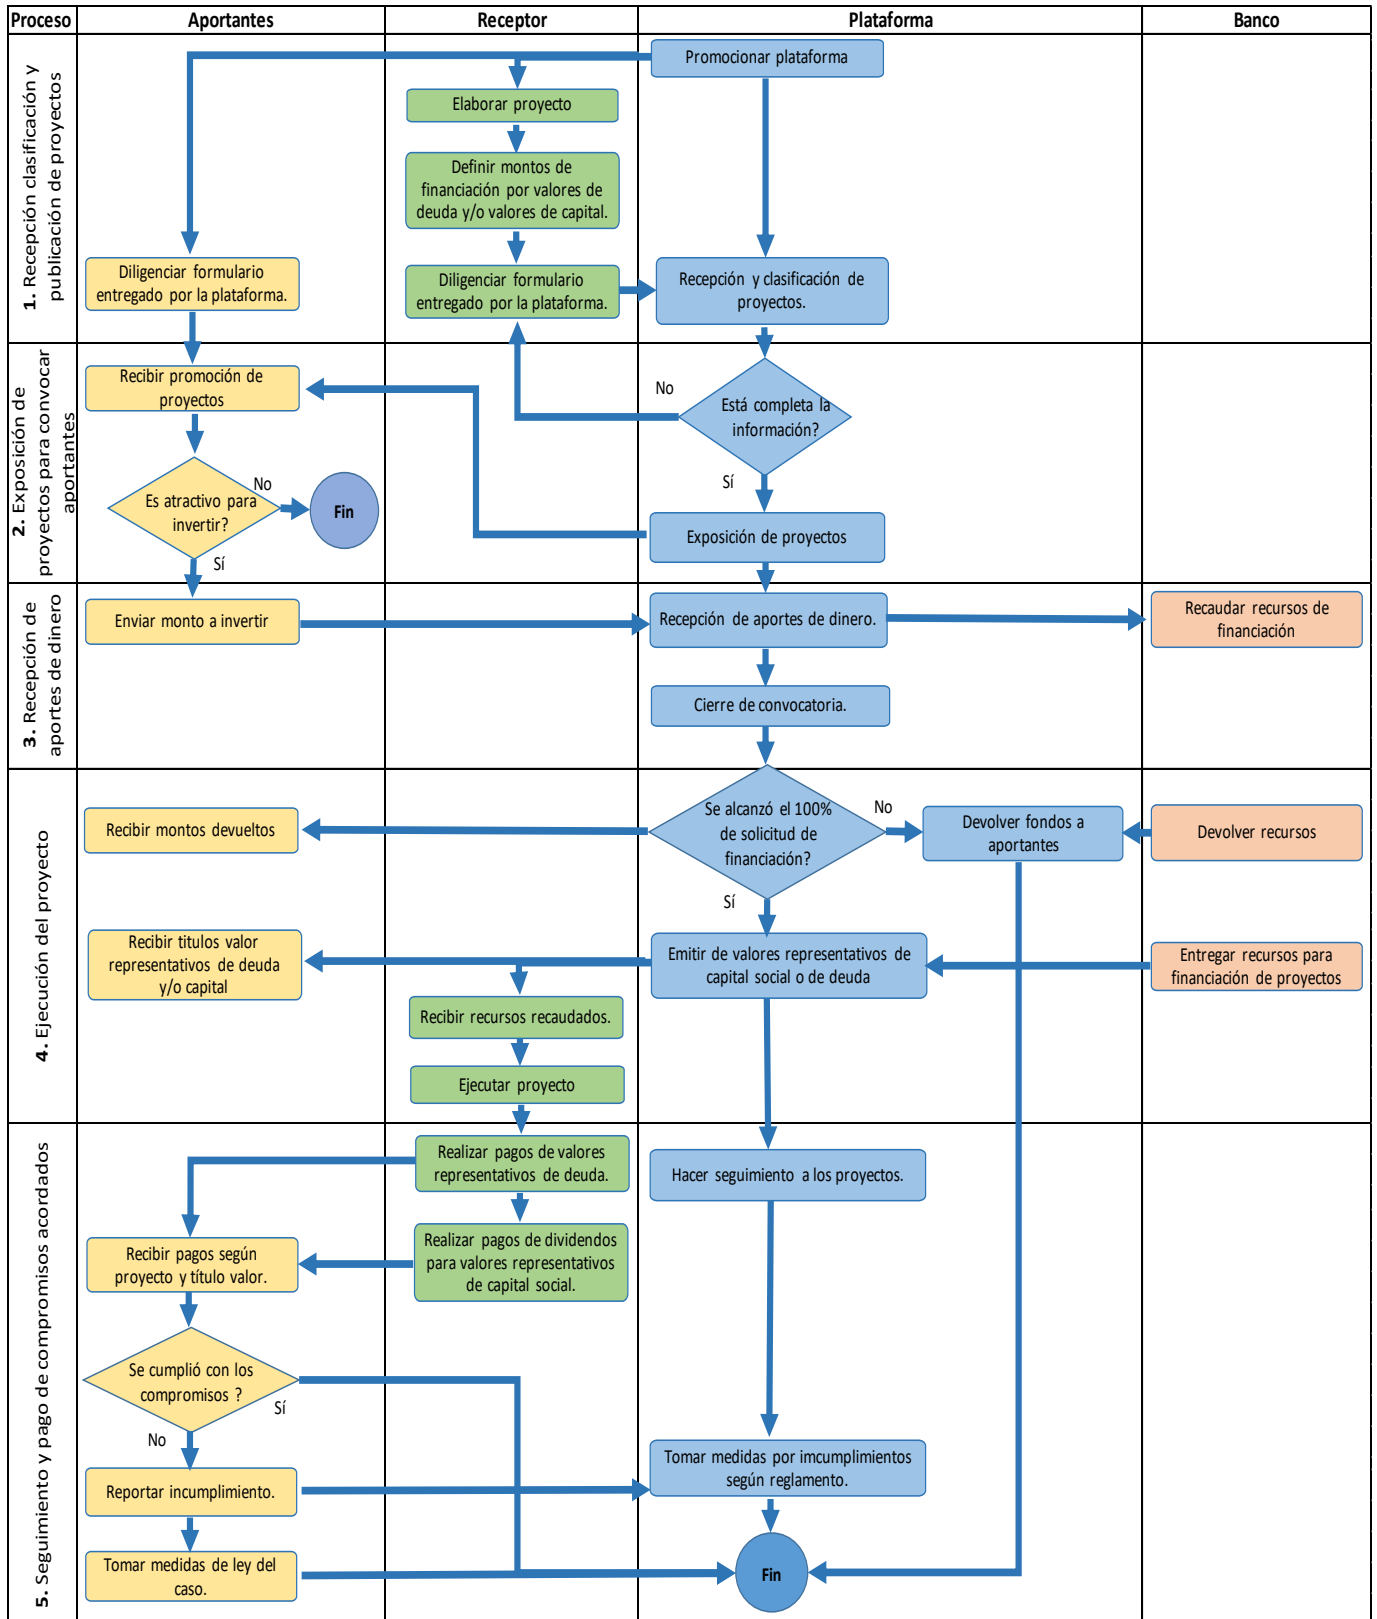 Proceso
Aportantes
Receptor
Plataforma
Banco
1. Recepción clasificación y
publicación de proyectos
Promocionar plataforma
Elaborar proyecto
Definir montos de
financiación por valores de
deuda y/o valores de capital.
Diligenciar formulario
entregado por la plataforma.
Diligenciar formulario
entregado por la plataforma.
Recepción y clasificación de
proyectos.
2. Exposición de
proyectos para convocar
aportantes
Recibir promoción de
proyectos
No
Está completa la
información?
Sí
Es atractivo para
invertir?
No
Fin
Sí
Exposición de proyectos
3. Recepción de
aportes de dinero
Enviar monto a invertir
Recepción de aportes de dinero.
Recaudar recursos de
financiación
Cierre de convocatoria.
4. Ejecución del proyecto
Recibir montos devueltos
Se alcanzó el 100%
de solicitud de
financiación?
No
Sí
Devolver fondos a
aportantes
Devolver recursos
Recibir titulos valor
representativos de deuda
y/o capital
Emitir de valores representativos de
capital social o de deuda
Entregar recursos para
financiación de proyectos
Recibir recursos recaudados.
Ejecutar proyecto
5. Seguimiento y pago de compromisos acordados
Realizar pagos de valores
representativos de deuda.
Hacer seguimiento a los proyectos.
Recibir pagos según
proyecto y título valor.
Realizar pagos de dividendos
para valores representativos
de capital social.
Se cumplió con los
compromisos ?
Sí
No
Reportar incumplimiento.
Tomar medidas por imcumplimientos
según reglamento.
Tomar medidas de ley del
caso.
Fin